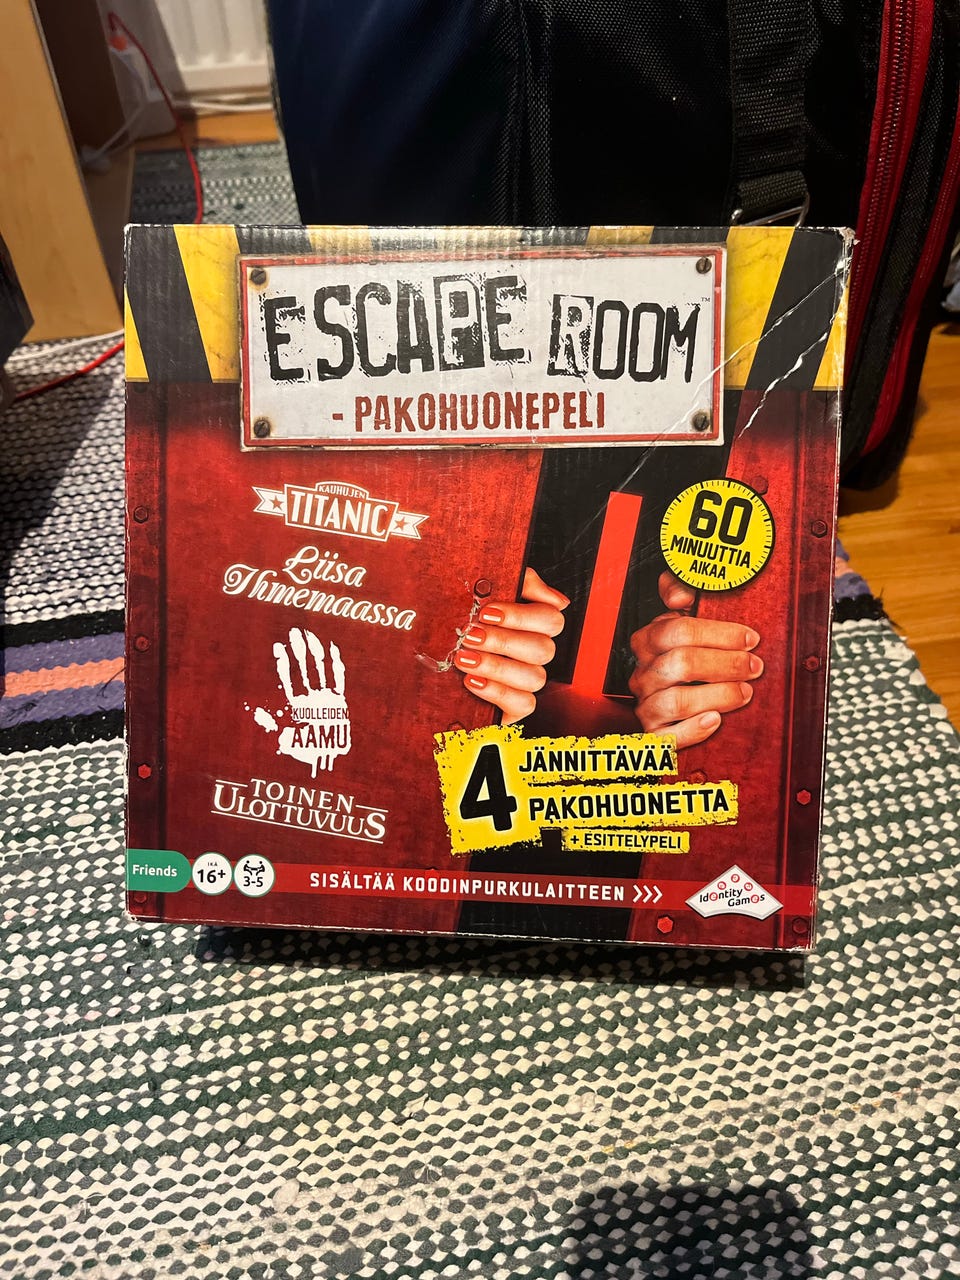 ESCAPE ROOM™
- PAKOHUONEPELI
KAUHUJEN
TITANIC
Liisa
Ihmemaassa
KUOLLEIDEN
AAMU
TOINEN
ULOTTUVUUS
60
MINUUTTIA
AIKAA
4 JÄNNITTÄVÄÄ
PAKOHUONETTA
+ ESITTELYPELI
Friends
IKÄ
16+
3-5
SISÄLTÄÄ KOODINPURKULAITTEEN >>>
Identity
Games